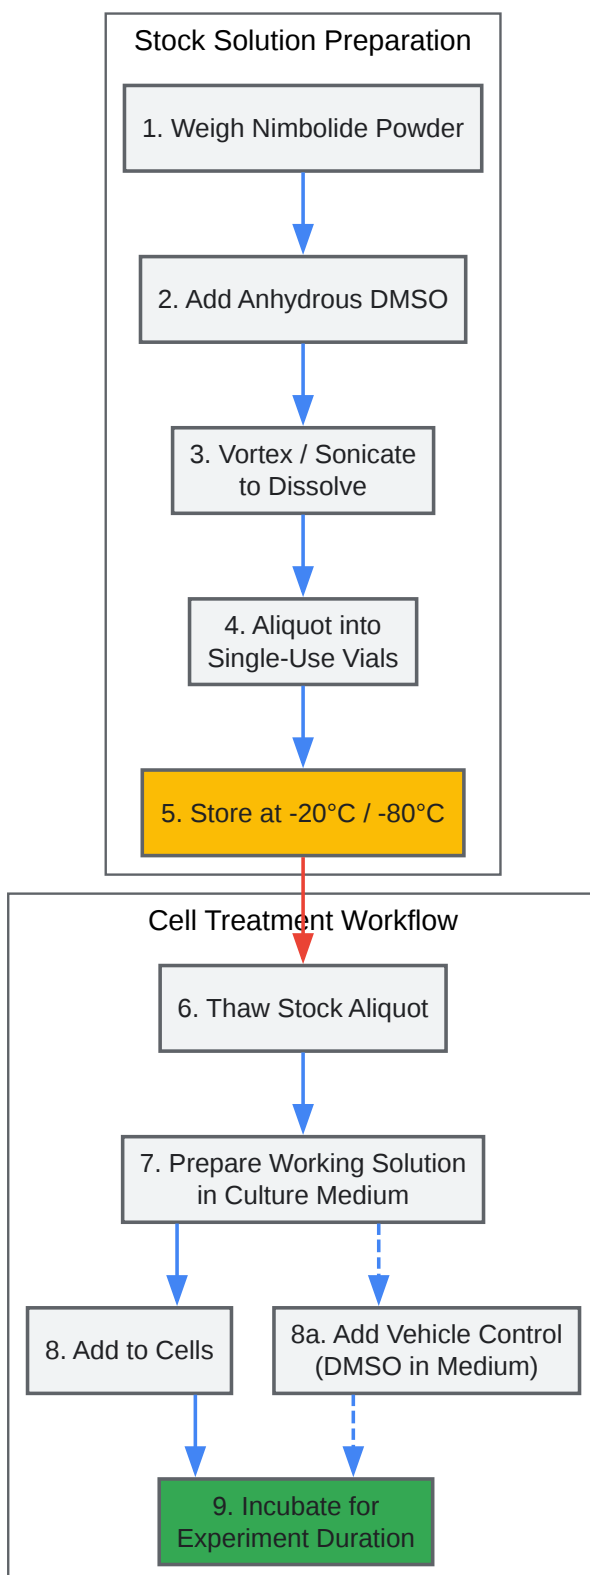 Stock Solution Preparation
1. Weigh Nimbolide Powder
2. Add Anhydrous DMSO
3. Vortex / Sonicate
to Dissolve
4. Aliquot into
Single-Use Vials
5. Store at -20°C / -80°C
Cell Treatment Workflow
6. Thaw Stock Aliquot
7. Prepare Working Solution
in Culture Medium
8. Add to Cells
8a. Add Vehicle Control
(DMSO in Medium)
9. Incubate for
Experiment Duration